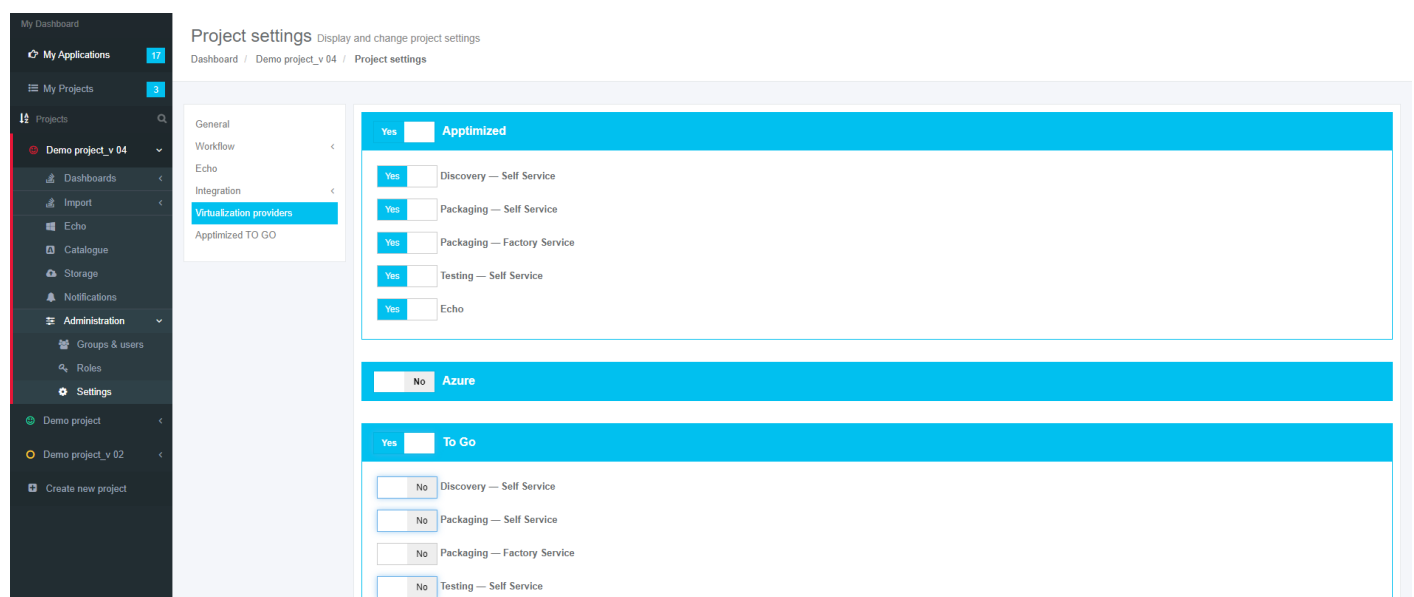 My Dashboard
My Applications 17
My Projects 3
Projects
Demo project_v 04
Dashboards
Import
Echo
Catalogue
Storage
Notifications
Administration
Groups & users
Roles
Settings
Demo project
Demo project_v 02
Create new project
Project settings Display and change project settings
Dashboard / Demo project_v 04 / Project settings
General
Workflow
Echo
Integration
Virtualization providers
Apptimized TO GO
Yes Apptimized
Yes Discovery — Self Service
Yes Packaging — Self Service
Yes Packaging — Factory Service
Yes Testing — Self Service
Yes Echo
No Azure
Yes To Go
No Discovery — Self Service
No Packaging — Self Service
No Packaging — Factory Service
No Testing — Self Service